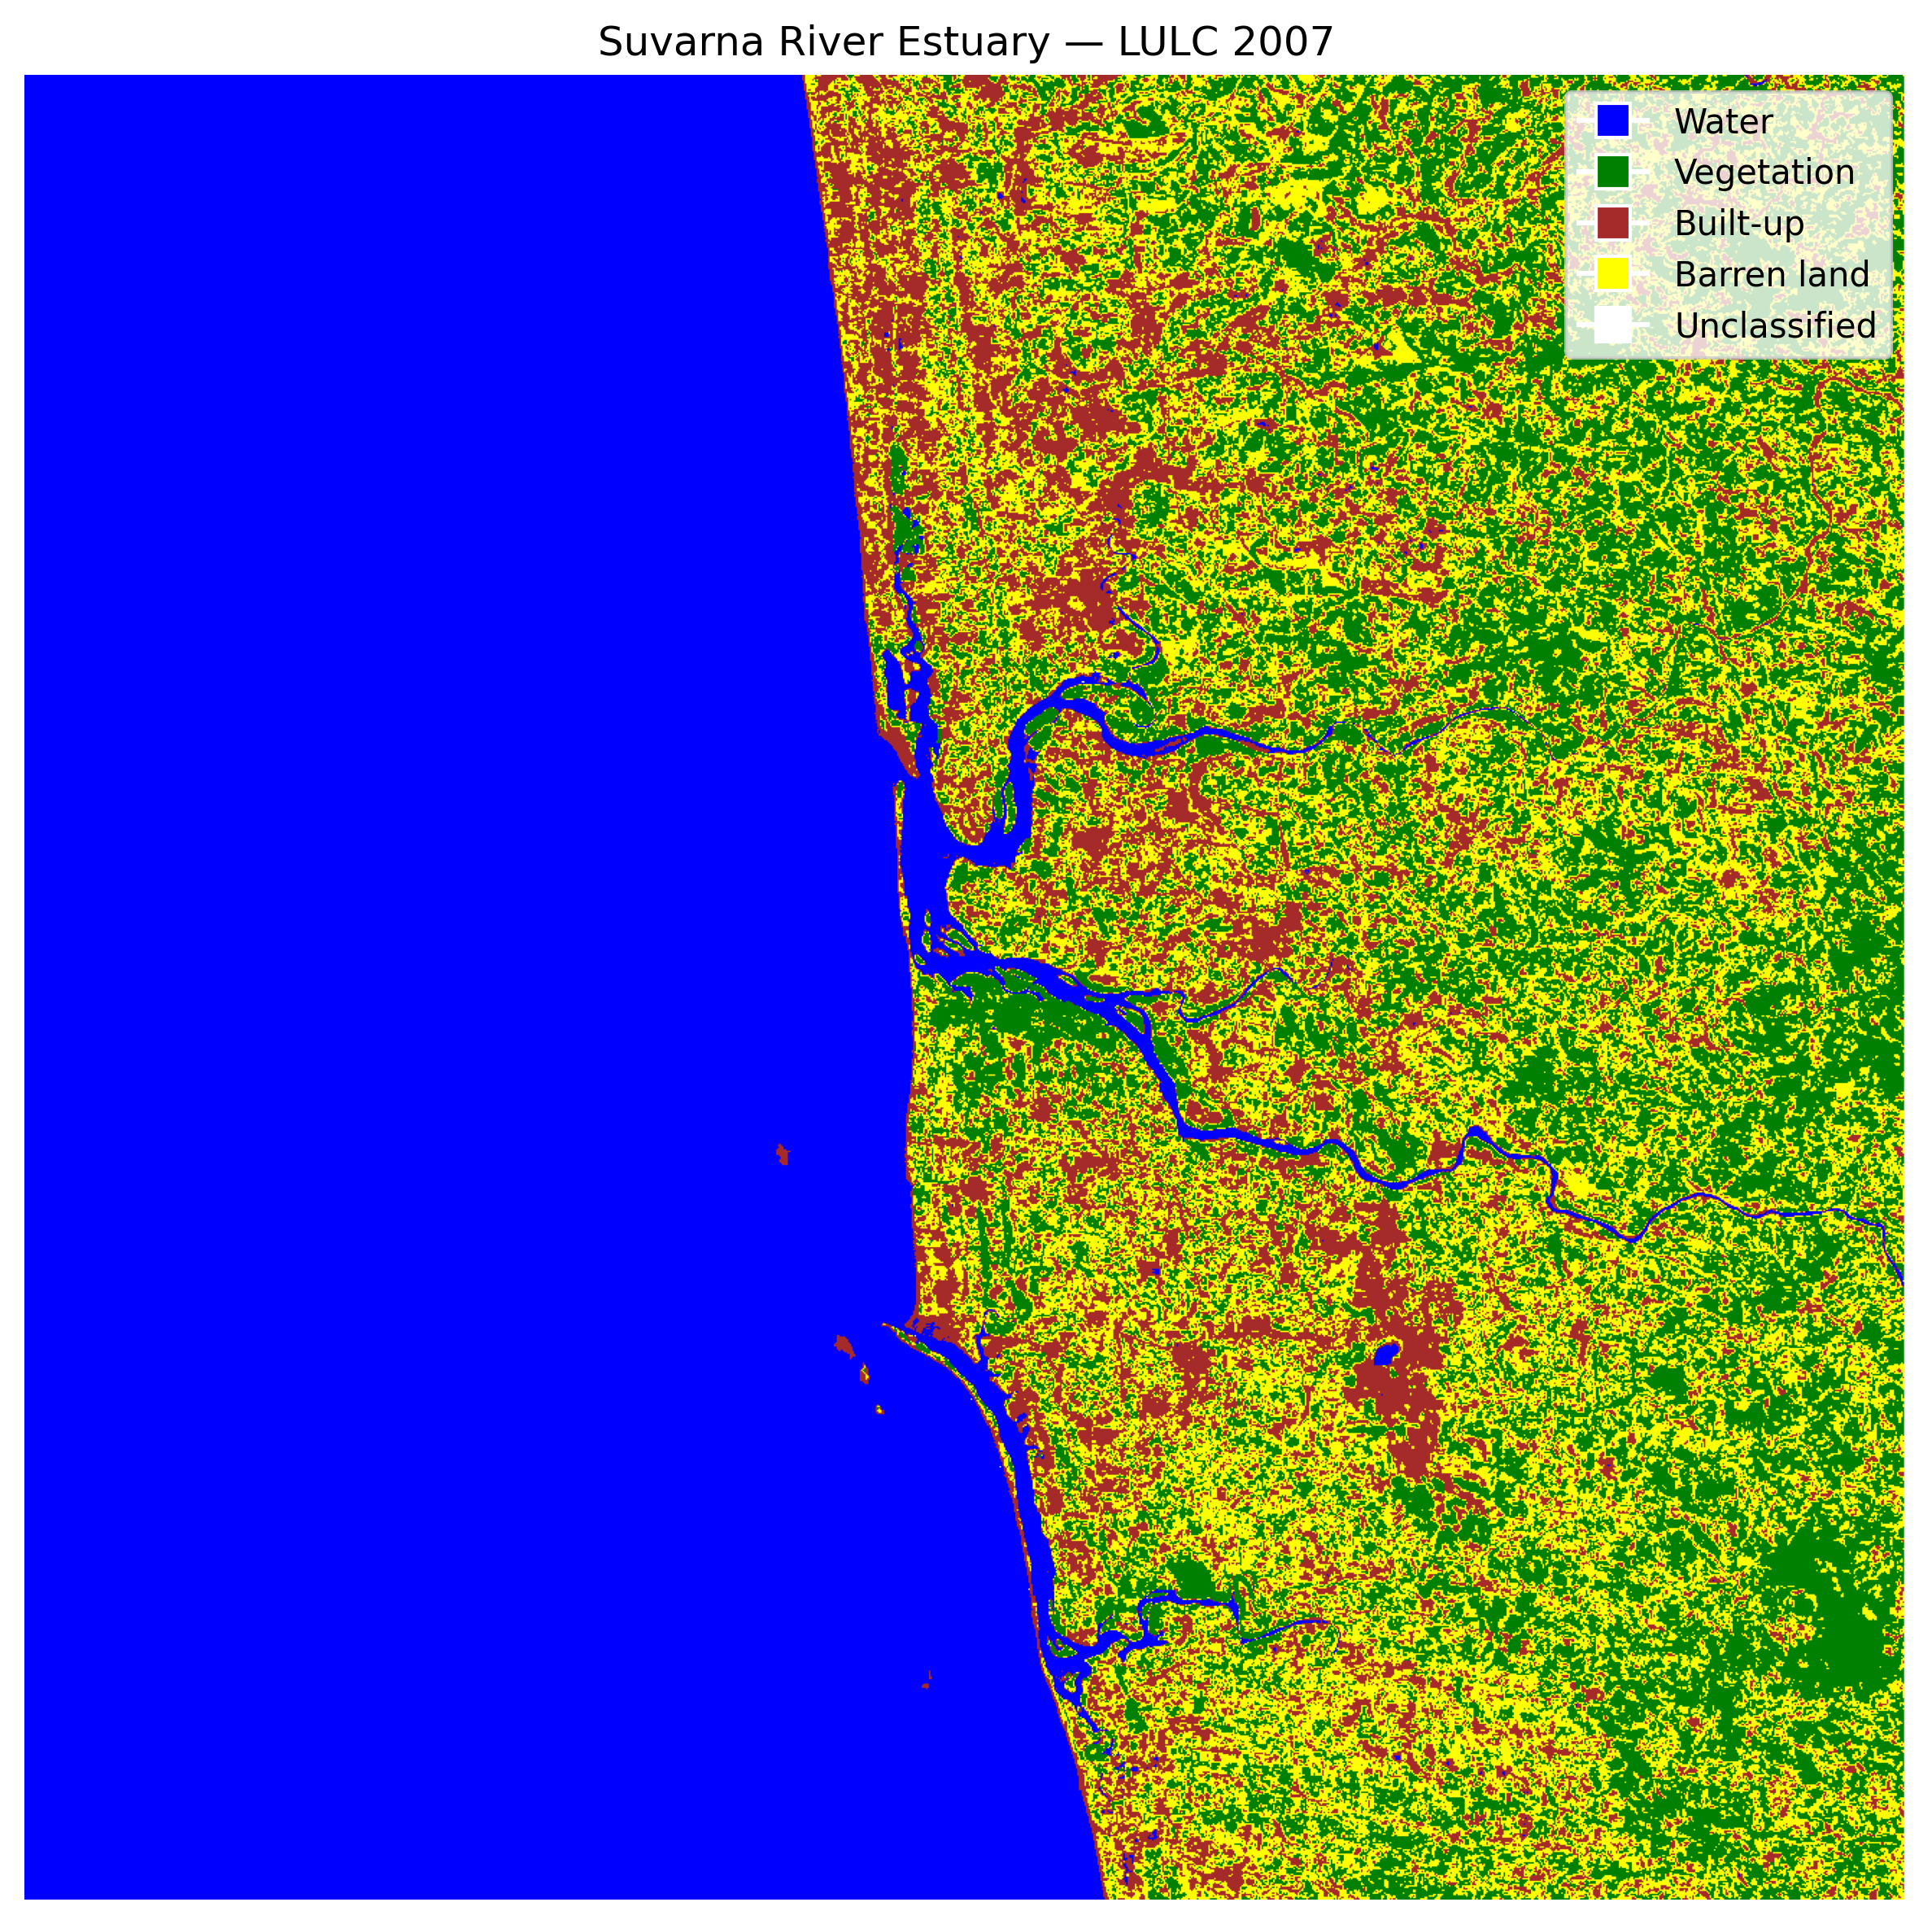 Suvarna River Estuary — LULC 2007
Water
Vegetation
Built-up
Barren land
Unclassified